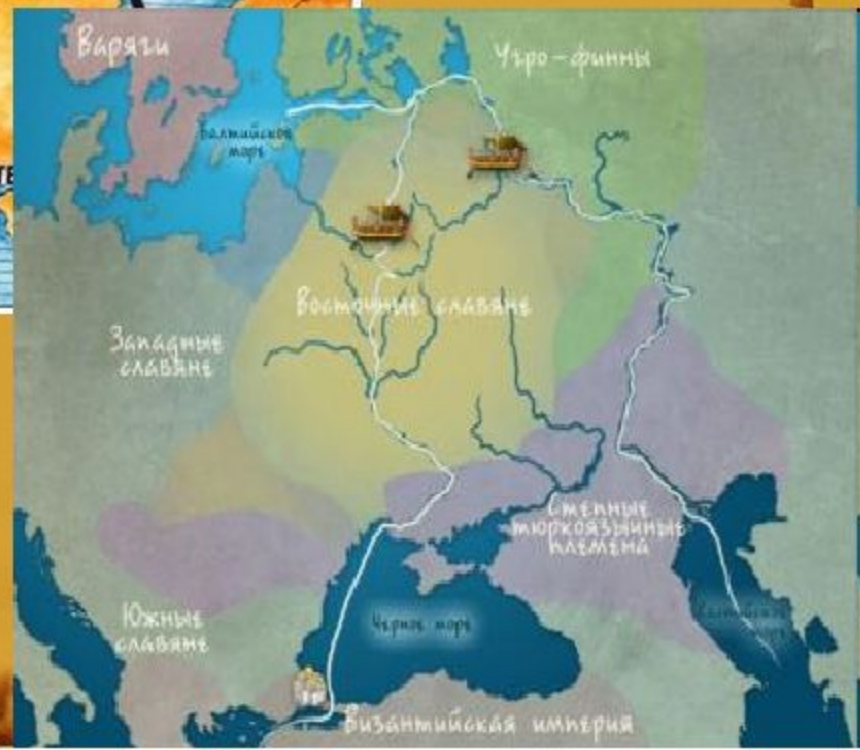 Варяги
Угро-финны
Балтийское
море
Восточные славяне
Западные
славяне
Степные
тюркоязычные
племена
Южные
славяне
Черное море
Византийская империя